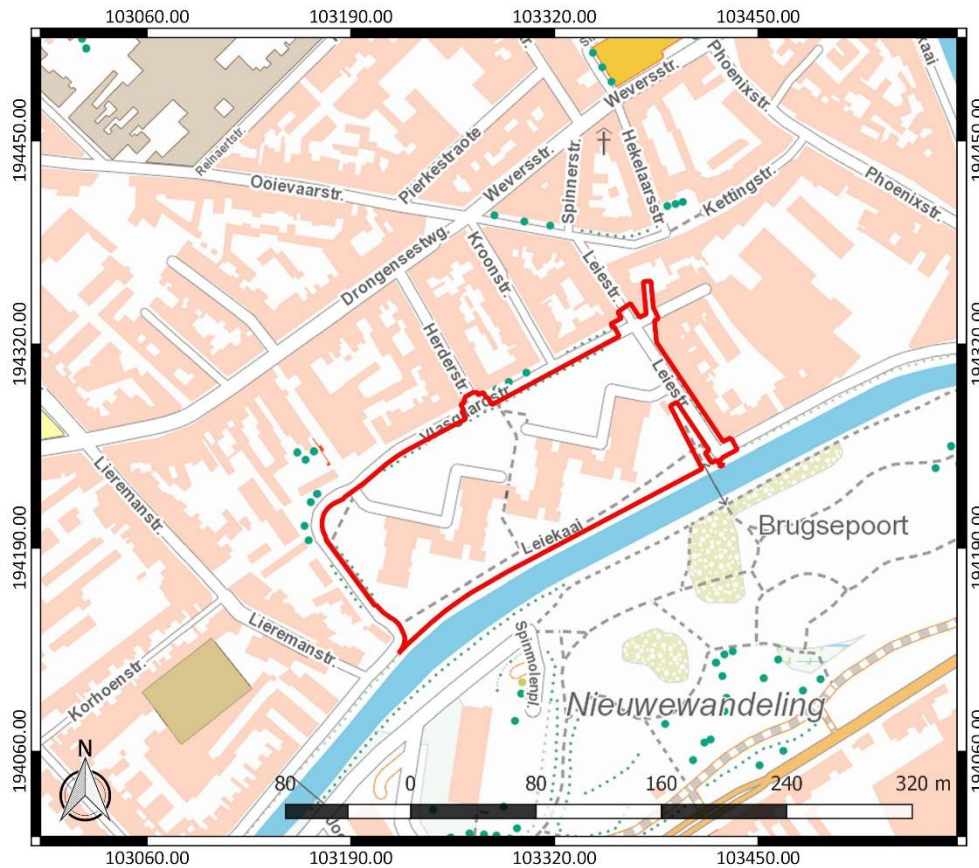 103060.00 103190.00 103320.00 103450.00
194450.00
194320.00
194190.00
194060.00
Weversstr.
Phoenixstr.
Reinaertstr.
Pierkestraote
Hekelaarsstr.
Ooievaarstr.
Weversstr.
Spinnerstr.
Kettingstr.
Phoenixstr.
Drongensestwg.
Kroonstr.
Leiestr.
Herderstr.
Leiestr.
Vlasgaardstr.
Lieremanstr.
Leiekaai
Brugsepoort
Lieremanstr.
Korhoenstr.
Spinmolenpl.
Nieuwewandeling
N
80 0 80 160 240 320 m
194450.00
194320.00
194190.00
194060.00
103060.00 103190.00 103320.00 103450.00